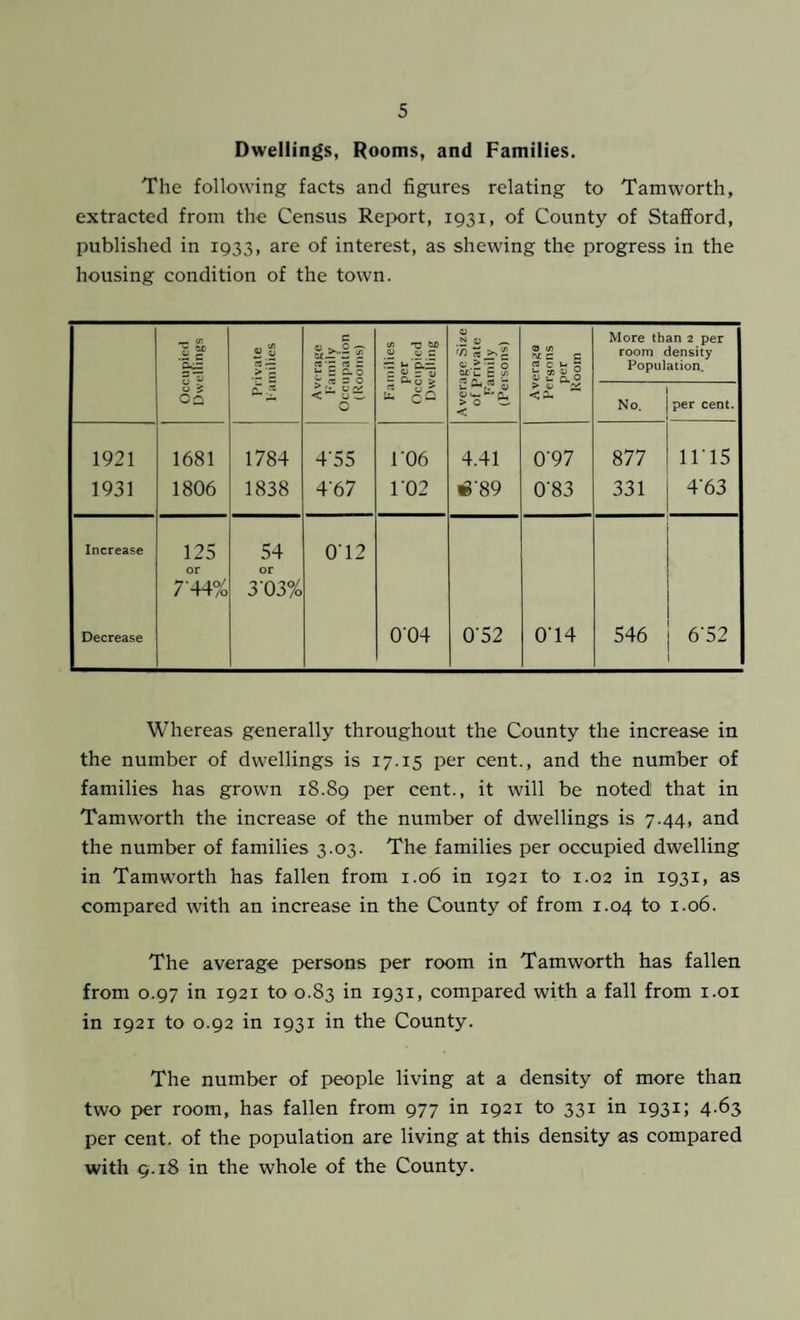 5
Dwellings, Rooms, and Families.
The following facts and figures relating to Tamworth,
extracted from the Census Report, 1931, of County of Stafford,
published in 1933, are of interest, as shewing the progress in the
housing condition of the town.
Occupied Dwellings
Private Families
Average Family Occupation (Rooms)
Families per Occupied Dwelling
Average Size of Private Family (Persons)
Average Persons per Room
More than 2 per room density Population.
No. per cent.
1921 1681 1784 4·55 1·06 4.41 0·97 877 11·15
1931 1806 1838 4·67 1·02 3·89 0·83 331 4·63
Increase 125 or 7·44% 54 or 3·03% 0·12
Decrease 0·04 0·52 0·14 546 6·52
Whereas generally throughout the County the increase in
the number of dwellings is 17.15 per cent., and the number of
families has grown 18.89 per cent., it will be noted that in
Tamworth the increase of the number of dwellings is 7.44, and
the number of families 3.03. The families per occupied dwelling
in Tamworth has fallen from 1.06 in 1921 to 1.02 in 1931, as
compared with an increase in the County of from 1.04 to 1.06.
The average persons per room in Tamworth has fallen
from 0.97 in 1921 to 0.83 in 1931, compared with a fall from 1.01
in 1921 to 0.92 in 1931 in the County.
The number of people living at a density of more than
two per room, has fallen from 977 in 1921 to 331 in 1931; 4.63
per cent. of the population are living at this density as compared
with 9.18 in the whole of the County.